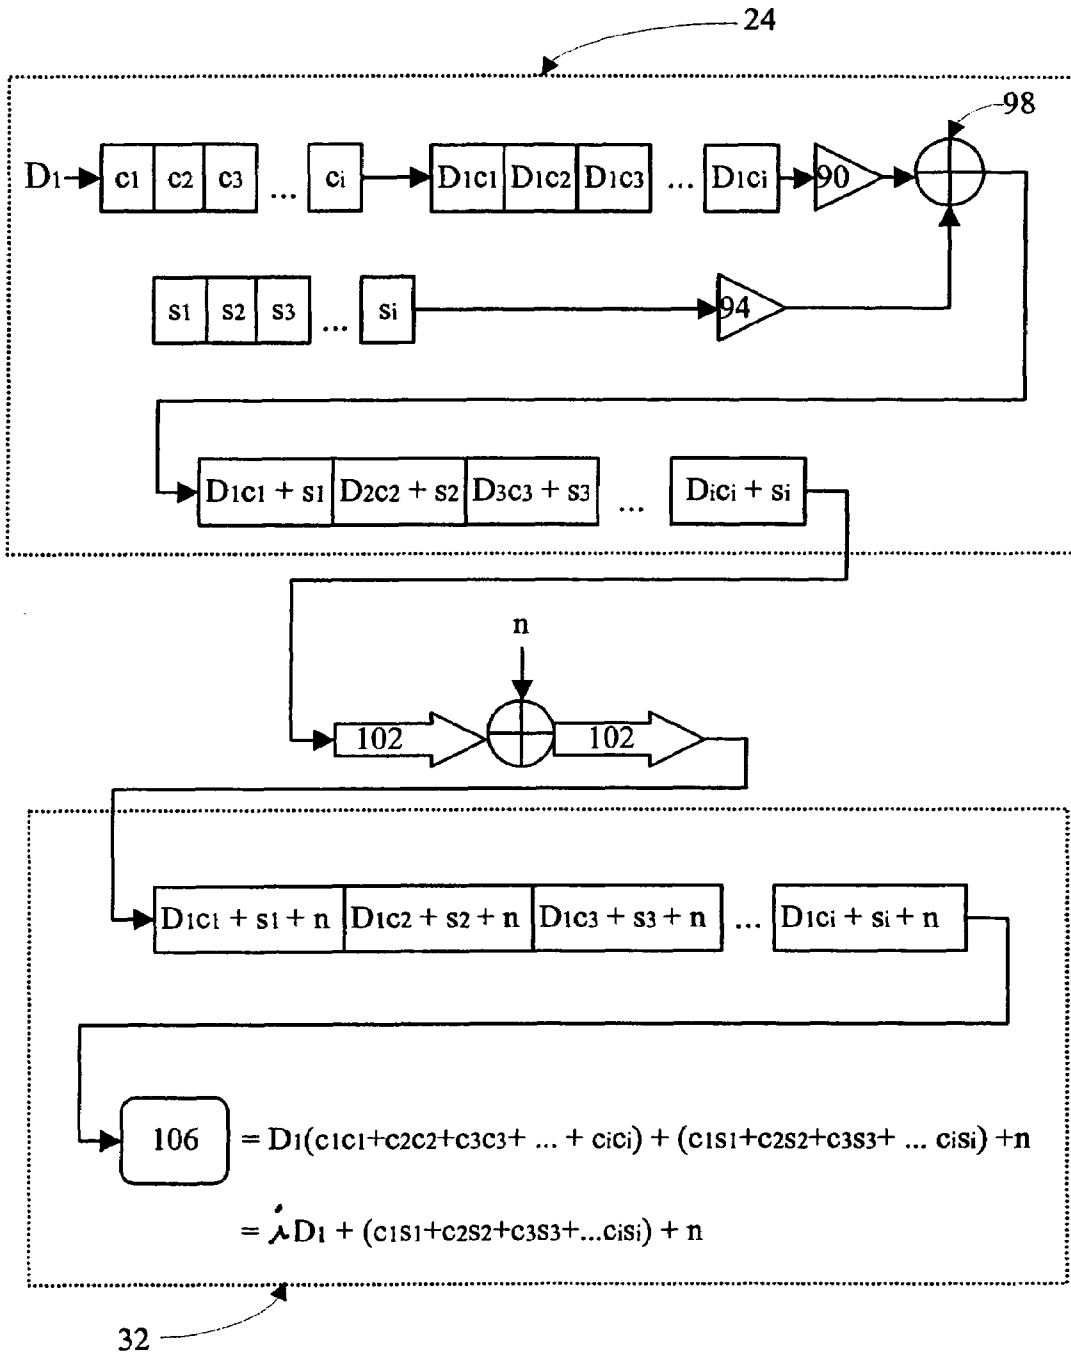 24
98
D1 c1 c2 c3 ... ci D1c1 D1c2 D1c3 ... D1ci 90
s1 s2 s3 ... si 94
D1c1 + s1 D2c2 + s2 D3c3 + s3 ... Dici + si
n
102 102
D1c1 + s1 + n D1c2 + s2 + n D1c3 + s3 + n ... D1ci + si + n
106 = D1(c1c1+c2c2+c3c3+ ... + cici) + (c1s1+c2s2+c3s3+ ... cisi) +n
= iD1 + (c1s1+c2s2+c3s3+...cisi) + n
32